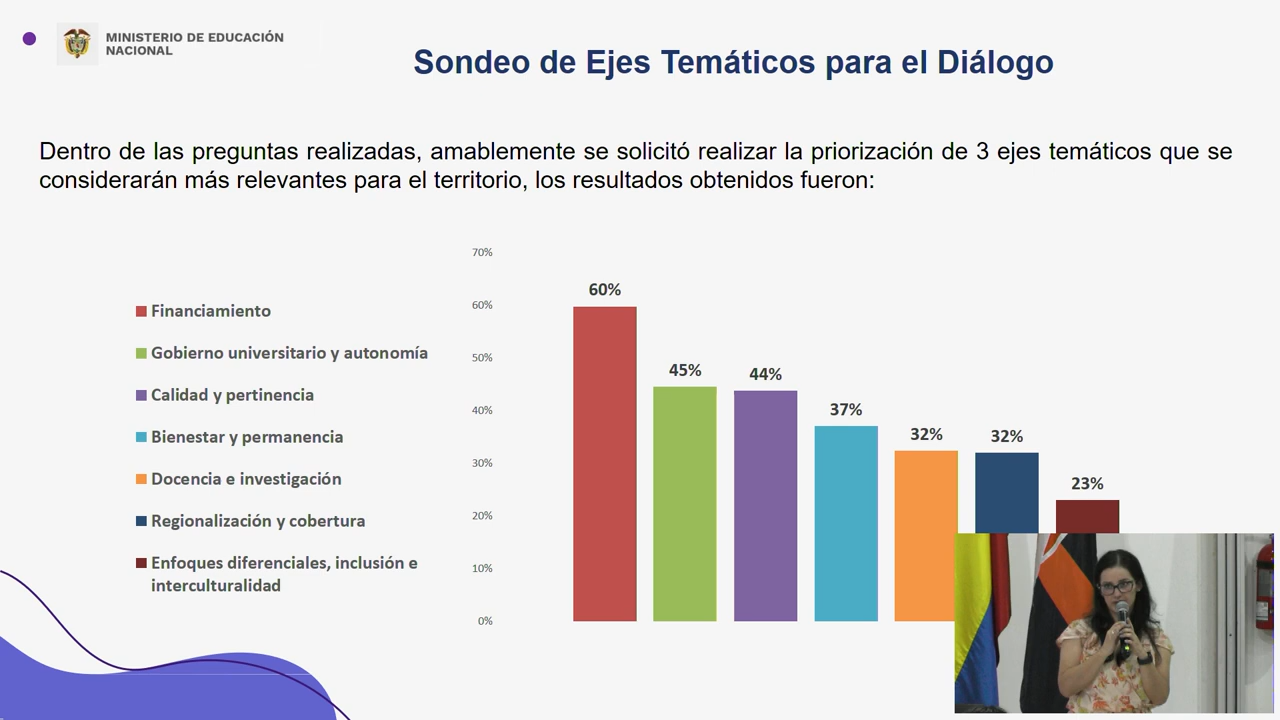 MINISTERIO DE EDUCACIÓN
NACIONAL
Sondeo de Ejes Temáticos para el Diálogo
Dentro de las preguntas realizadas, amablemente se solicitó realizar la priorización de 3 ejes temáticos que se
considerarán más relevantes para el territorio, los resultados obtenidos fueron:
Financiamiento
Gobierno universitario y autonomía
Calidad y pertinencia
Bienestar y permanencia
Docencia e investigación
Regionalización y cobertura
Enfoques diferenciales, inclusión e
interculturalidad
70%
60%
50%
40%
30%
20%
10%
0%
60%
45%
44%
37%
32%
32%
23%